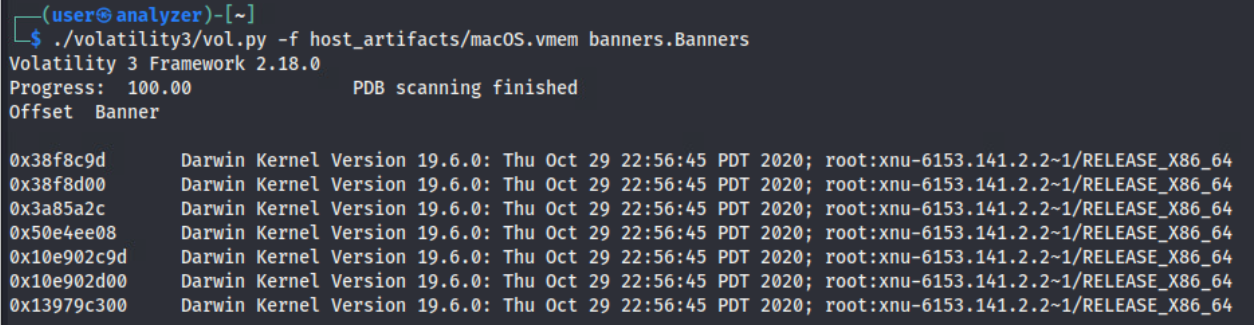 (user㉿analyzer)-[~]
$ ./volatility3/vol.py -f host_artifacts/macOS.vmem banners.Banners
Volatility 3 Framework 2.18.0
Progress:  100.00               PDB scanning finished
Offset  Banner
0x38f8c9d       Darwin Kernel Version 19.6.0: Thu Oct 29 22:56:45 PDT 2020; root:xnu-6153.141.2.2~1/RELEASE_X86_64
0x38f8d00       Darwin Kernel Version 19.6.0: Thu Oct 29 22:56:45 PDT 2020; root:xnu-6153.141.2.2~1/RELEASE_X86_64
0x3a85a2c       Darwin Kernel Version 19.6.0: Thu Oct 29 22:56:45 PDT 2020; root:xnu-6153.141.2.2~1/RELEASE_X86_64
0x50e4ee08      Darwin Kernel Version 19.6.0: Thu Oct 29 22:56:45 PDT 2020; root:xnu-6153.141.2.2~1/RELEASE_X86_64
0x10e902c9d     Darwin Kernel Version 19.6.0: Thu Oct 29 22:56:45 PDT 2020; root:xnu-6153.141.2.2~1/RELEASE_X86_64
0x10e902d00     Darwin Kernel Version 19.6.0: Thu Oct 29 22:56:45 PDT 2020; root:xnu-6153.141.2.2~1/RELEASE_X86_64
0x13979c300     Darwin Kernel Version 19.6.0: Thu Oct 29 22:56:45 PDT 2020; root:xnu-6153.141.2.2~1/RELEASE_X86_64